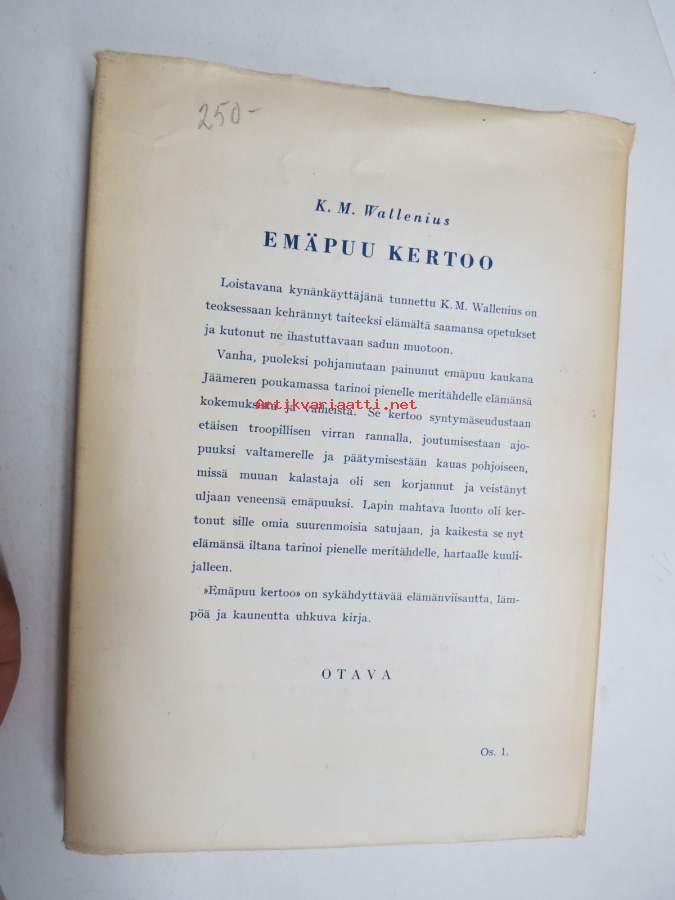 250-
K. M. Wallenius
EMÄPUU KERTOO
Loistavana kynänkäyttäjänä tunnettu K. M. Wallenius on
teoksessaan kehrännyt taiteeksi elämältä saamansa opetukset
ja kutonut ne ihastuttavaan sadun muotoon.
Vanha, puoleksi pohjamutaan painunut emäpuu kaukana
Jäämeren poukamassa tarinoi pienelle meritähdelle elämänsä
kokemuksista ja vaiheista. Se kertoo syntymäseudustaan
Antikvariaatti.net
etäisen troopillisen virran rannalla, joutumisestaan ajo-
puuksi valtamerelle ja päätymisestään kauas pohjoiseen,
missä muuan kalastaja oli sen korjannut ja veistänyt
uljaan veneensä emäpuuksi. Lapin mahtava luonto oli ker-
tonut sille omia suurenmoisia satujaan, ja kaikesta se nyt
elämänsä iltana tarinoi pienelle meritähdelle, hartaalle kuuli-
jalleen.
»Emäpuu kertoo» on sykähdyttävää elämänviisautta, läm-
pöä ja kauneutta uhkuva kirja.
OTAVA
Os. 1.